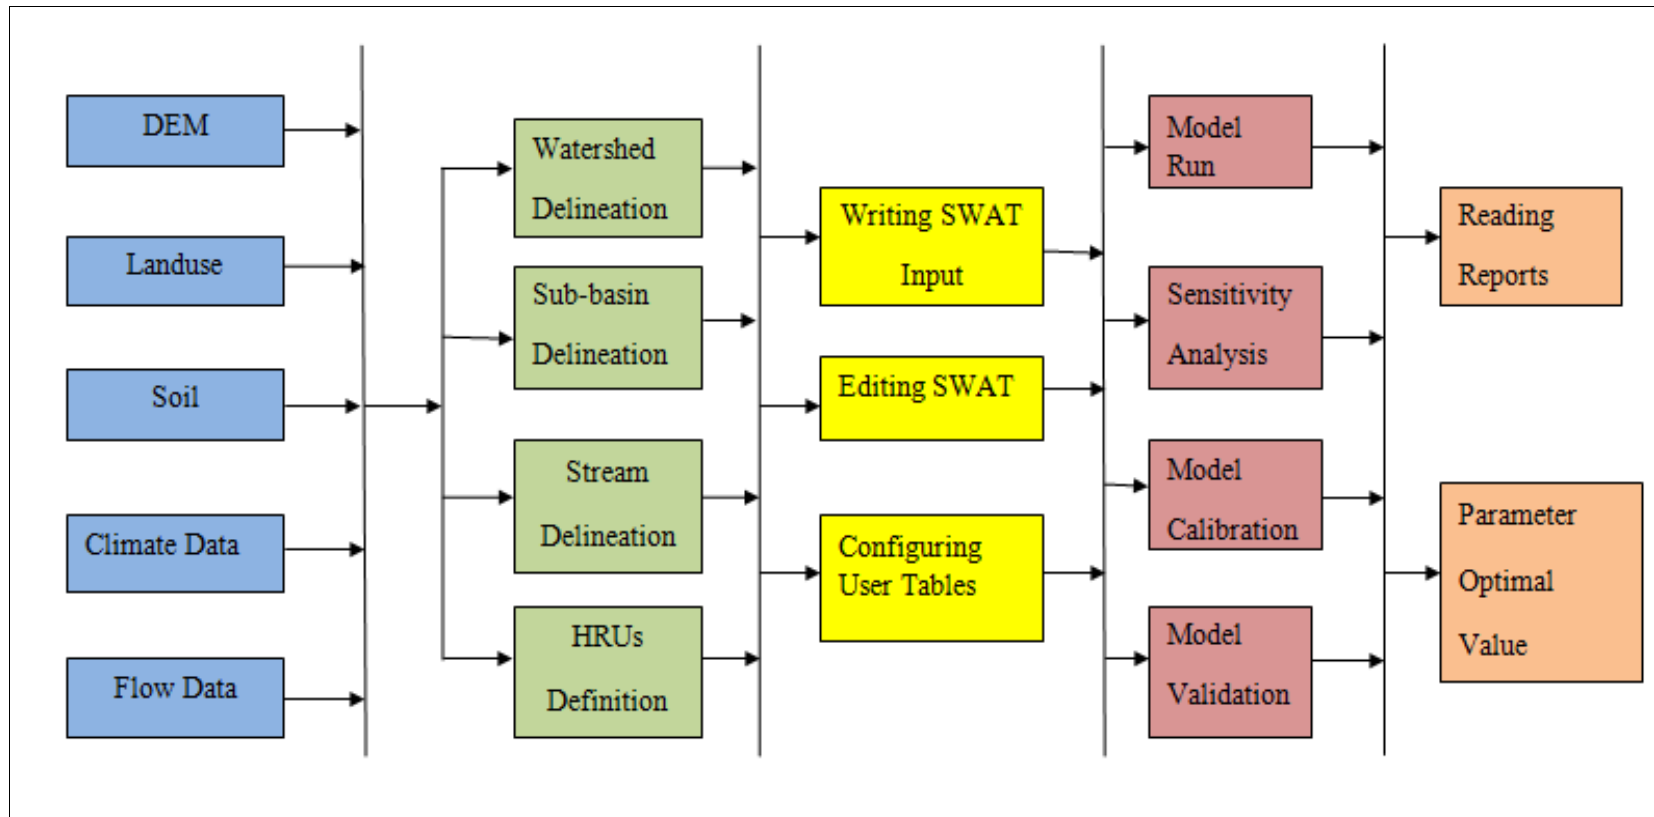 DEM
Landuse
Soil
Climate Data
Flow Data
Watershed
Delineation
Sub-basin
Delineation
Stream
Delineation
HRUs
Definition
Writing SWAT
Input
Editing SWAT
Configuring
User Tables
Model
Run
Sensitivity
Analysis
Model
Calibration
Model
Validation
Reading
Reports
Parameter
Optimal
Value